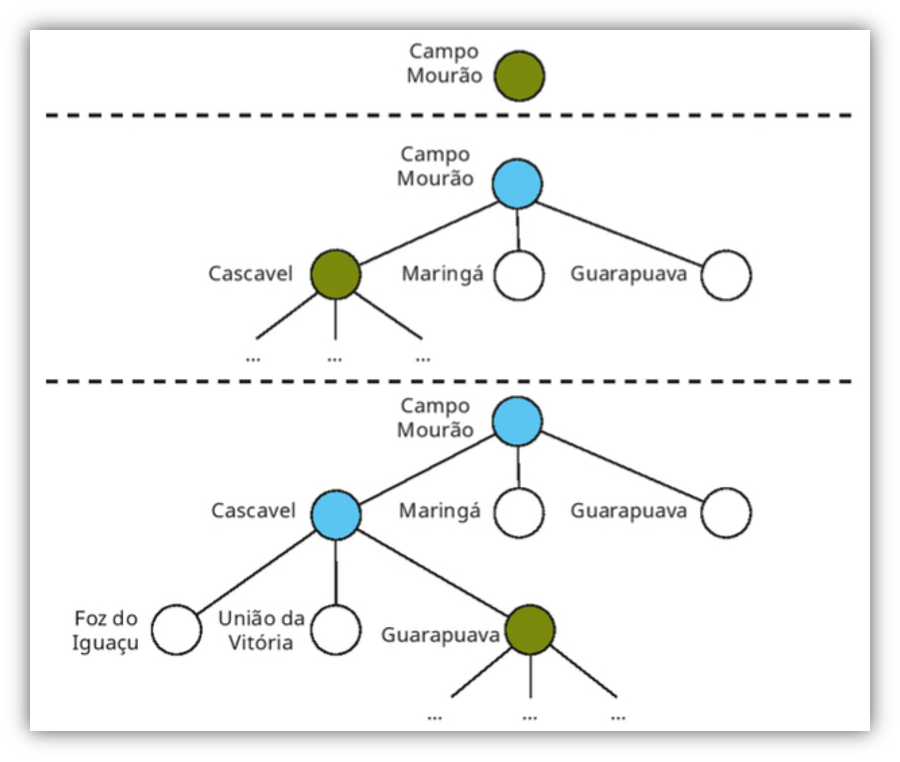 Campo
Mourão
Campo
Mourão
Cascavel
Maringá
Guarapuava
... ... ...
Campo
Mourão
Cascavel
Maringá
Guarapuava
Foz do
Iguaçu
União da
Vitória
Guarapuava
... ... ...